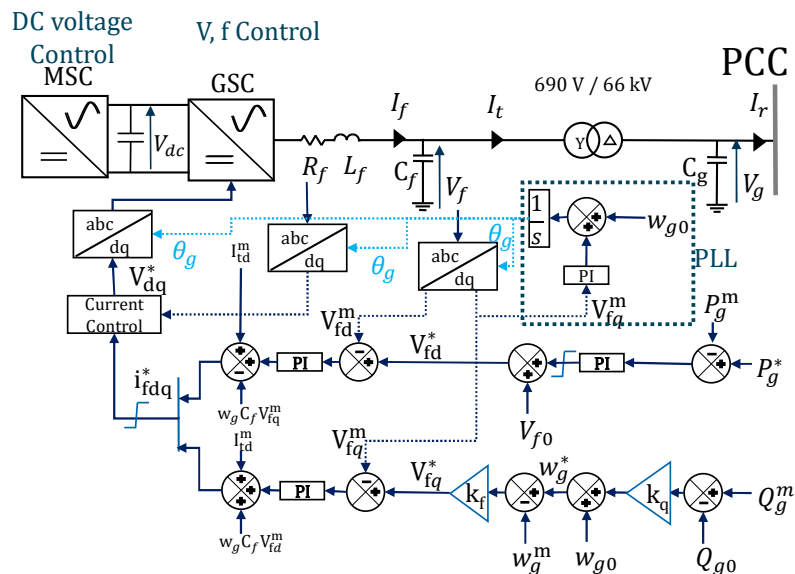 DC voltage
Control
V, f Control
MSC
GSC
690 V / 66 kV
PCC
I_f
I_t
I_r
V_dc
R_f
L_f
C_f
V_f
C_g
V_g
abc
dq
θ_g
abc
dq
θ_g
abc
dq
θ_g
1
s
w_g0
PI
PLL
V_fq^m
V_dq^*
I_td^m
Current
Control
V_fd^m
V_fd^*
P_g^m
PI
PI
P_g^*
i_fdq^*
w_g C_f V_fq^m
V_f0
I_td^m
V_fq^m
V_fq^*
w_g^*
PI
k_f
k_q
Q_g^m
w_g C_f V_fd^m
w_g^m
w_g0
Q_g0
Y
Δ